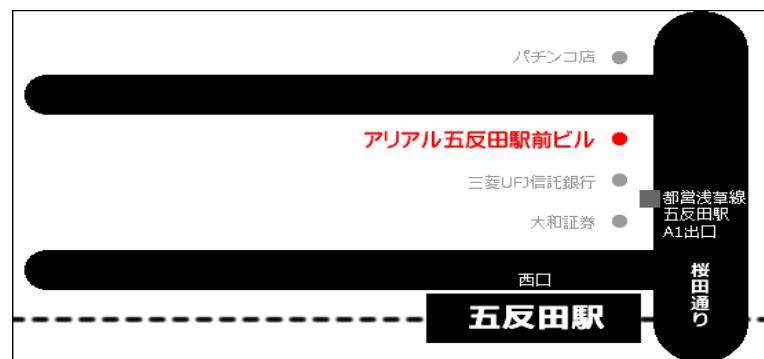 パチンコ店
アリアル五反田駅前ビル
三菱UFJ信託銀行
大和証券
都営浅草線
五反田駅
A1出口
西口
五反田駅
桜田通り